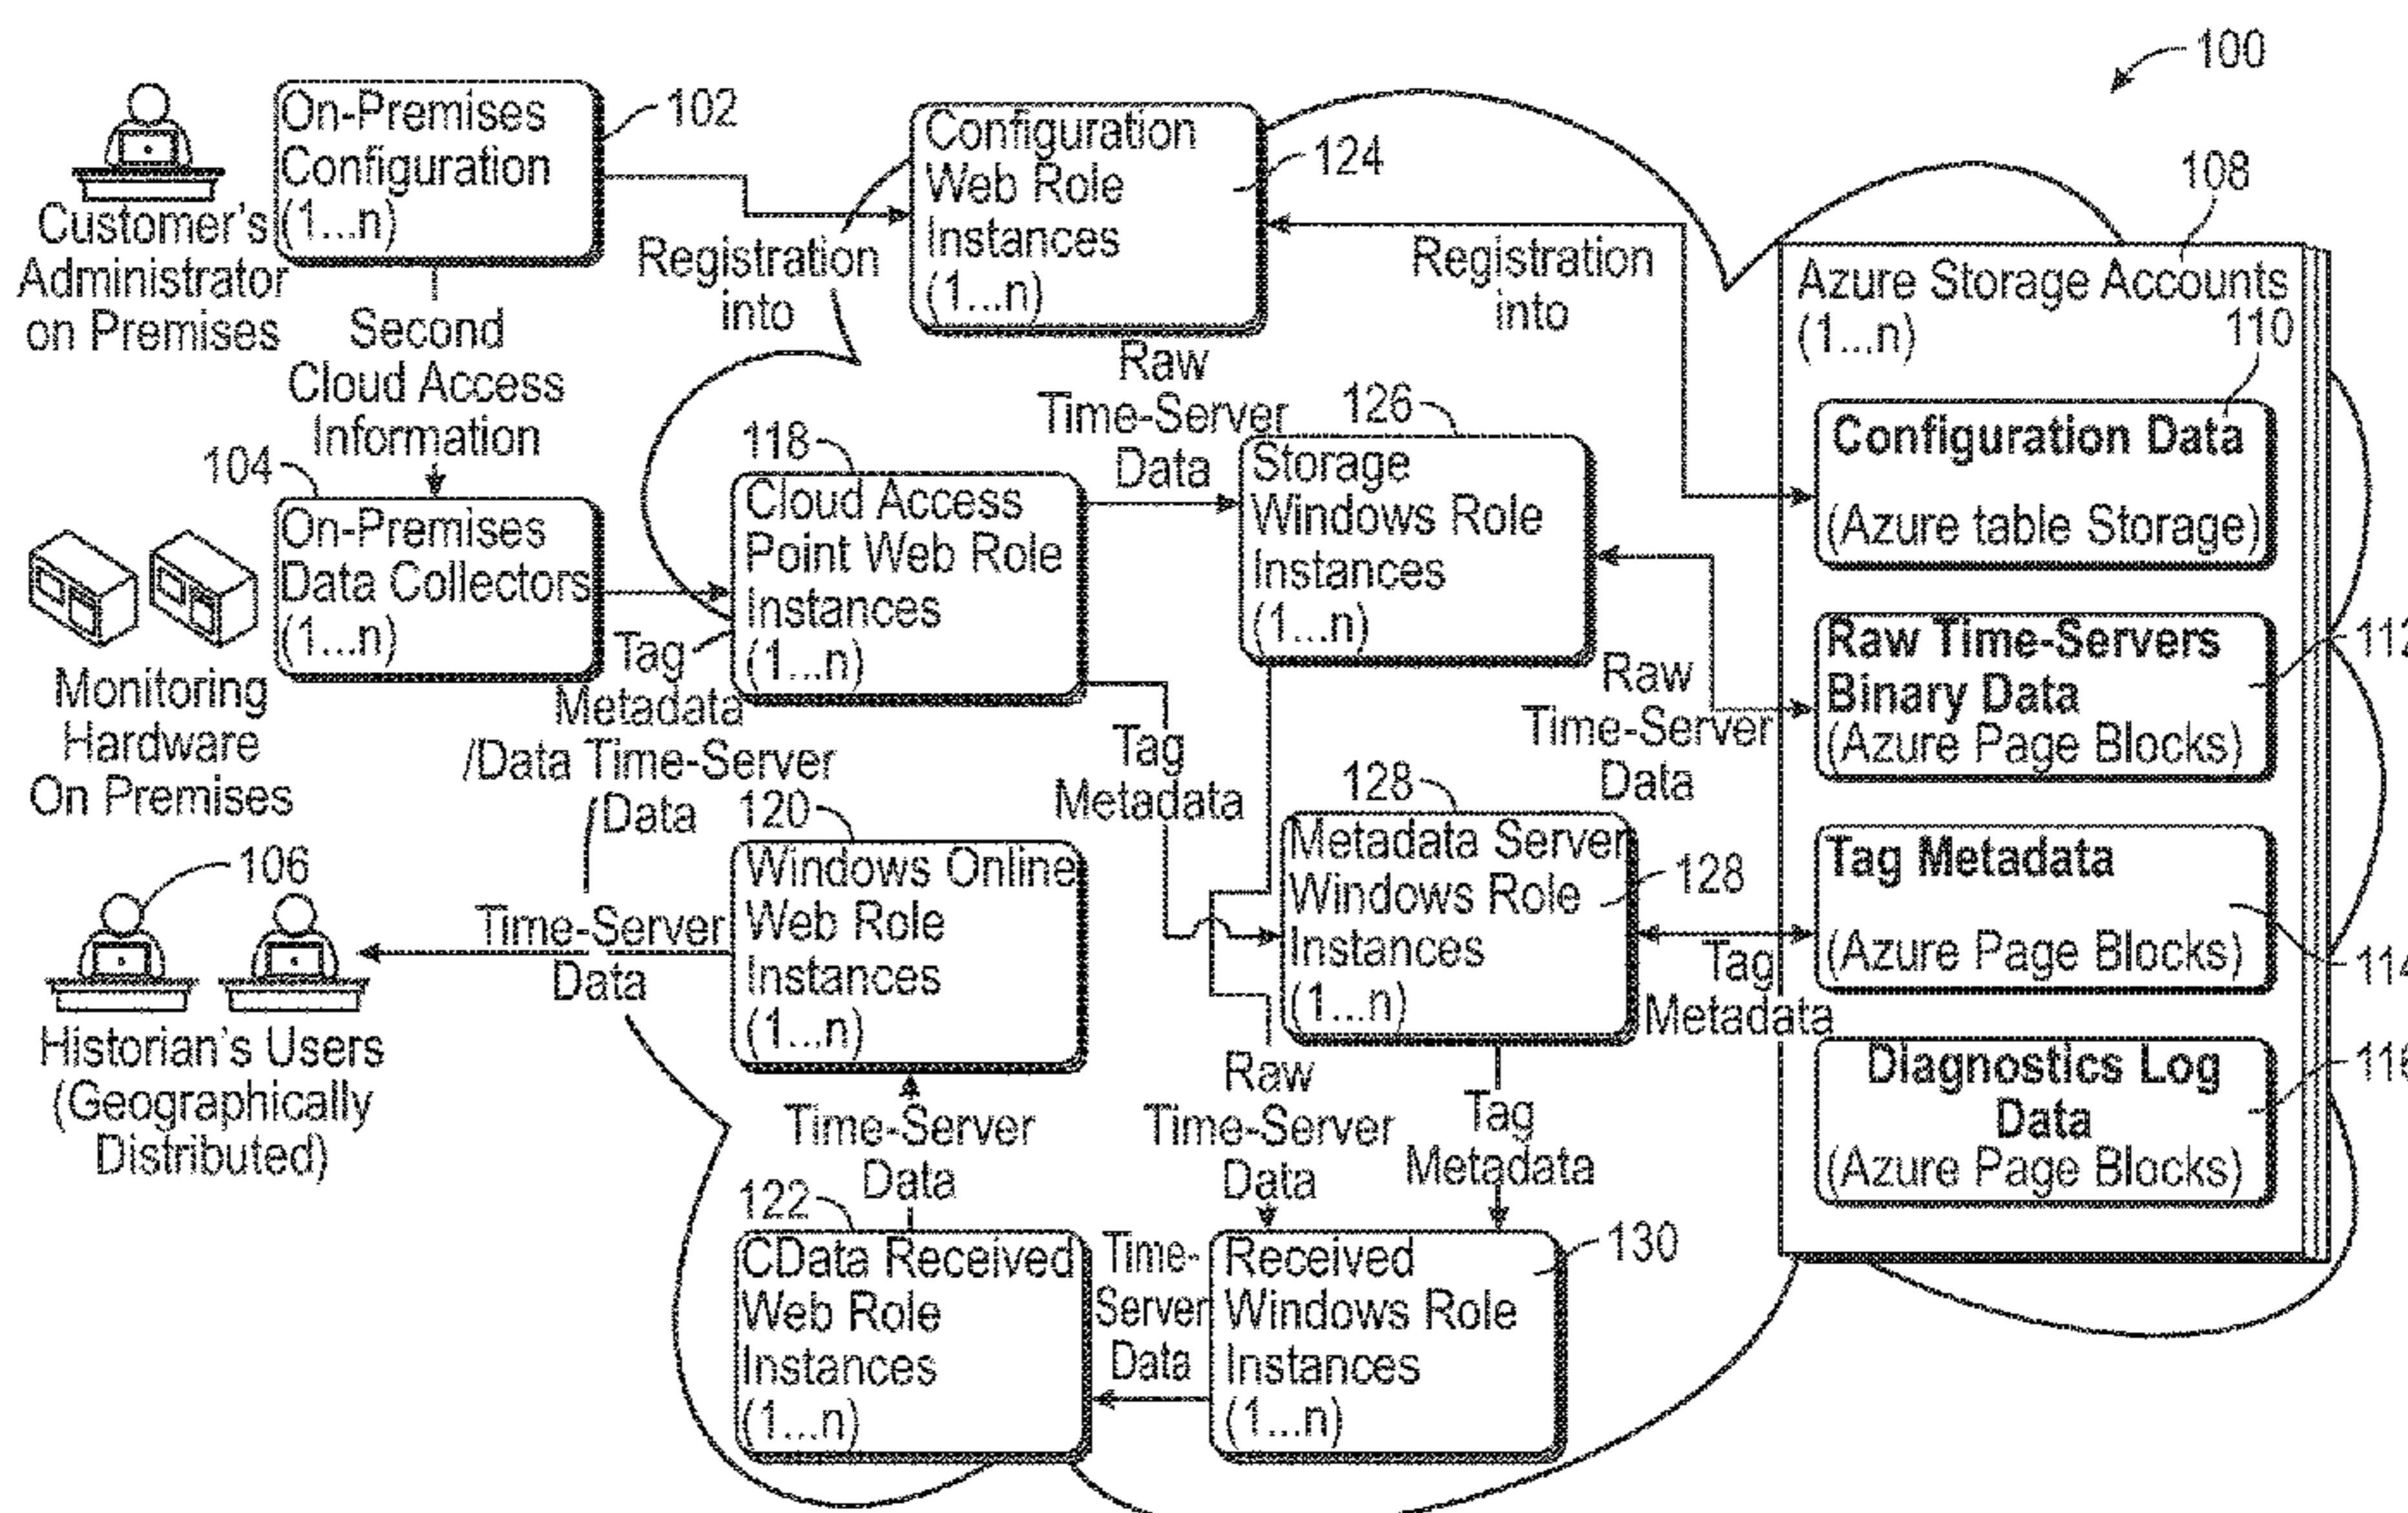 100
On-Premises
Configuration
(1...n)
102
Customer's
Administrator
on Premises
Configuration
Web Role
Instances
(1...n)
124
108
Registration
into
Registration
into
Azure Storage Accounts
(1...n)
110
Second
Cloud Access
Information
Raw
Time-Server
Data
126
Configuration Data
(Azure table Storage)
104
On-Premises
Data Collectors
(1...n)
118
Cloud Access
Point Web Role
Instances
(1...n)
Storage
Windows Role
Instances
(1...n)
Raw Time-Servers
Binary Data
(Azure Page Blocks)
112
Monitoring
Hardware
On Premises
Tag
Metadata
/Data Time-Server
/Data
Tag
Metadata
Raw
Time-Server
Data
120
Windows Online
Web Role
Instances
(1...n)
128
Metadata Server
Windows Role
Instances
(1...n)
128
Tag Metadata
(Azure Page Blocks)
114
106
Time-Server
Data
Tag
Metadata
Historian's Users
(Geographically
Distributed)
Diagnostics Log
Data
(Azure Page Blocks)
116
Time-Server
Data
Raw
Time-Server
Data
Tag
Metadata
122
CData Received
Web Role
Instances
(1...n)
Time-
Server
Data
Received
Windows Role
Instances
(1...n)
130